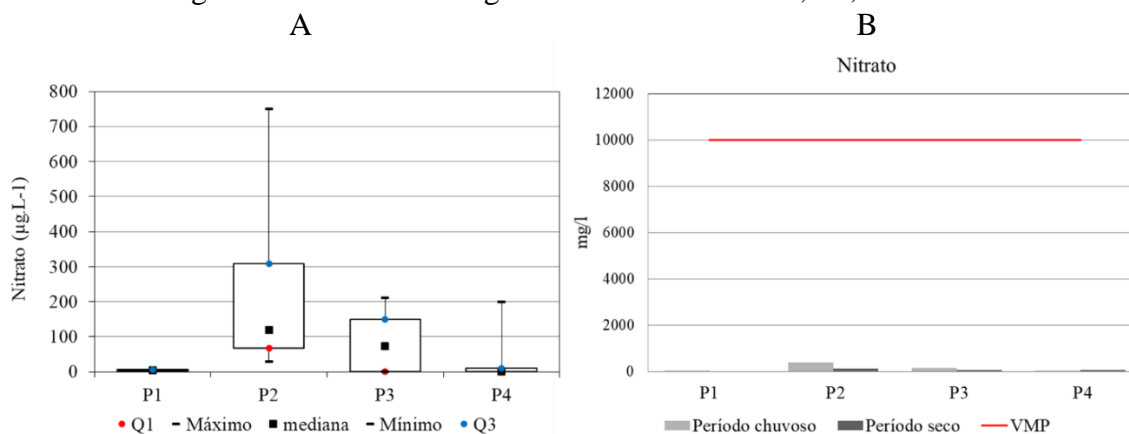 A
B
Nitrato
Nitrato (µg.L-1)
800
700
600
500
400
300
200
100
0
P1 P2 P3 P4
Q1 Máximo mediana Mínimo Q3
mg/l
12000
10000
8000
6000
4000
2000
0
P1 P2 P3 P4
Período chuvoso Período seco VMP